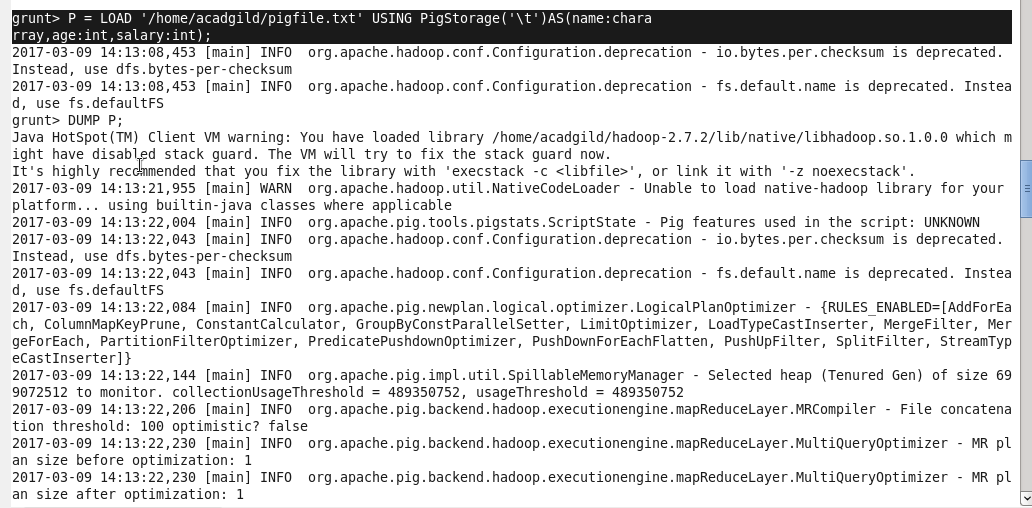 grunt> P = LOAD '/home/acadgild/pigfile.txt' USING PigStorage('\t')AS(name:chara
rray,age:int,salary:int);
2017-03-09 14:13:08,453 [main] INFO  org.apache.hadoop.conf.Configuration.deprecation - io.bytes.per.checksum is deprecated.
Instead, use dfs.bytes-per-checksum
2017-03-09 14:13:08,453 [main] INFO  org.apache.hadoop.conf.Configuration.deprecation - fs.default.name is deprecated. Instea
d, use fs.defaultFS
grunt> DUMP P;
Java HotSpot(TM) Client VM warning: You have loaded library /home/acadgild/hadoop-2.7.2/lib/native/libhadoop.so.1.0.0 which m
ight have disabled stack guard. The VM will try to fix the stack guard now.
It's highly recommended that you fix the library with 'execstack -c <libfile>', or link it with '-z noexecstack'.
2017-03-09 14:13:21,955 [main] WARN  org.apache.hadoop.util.NativeCodeLoader - Unable to load native-hadoop library for your
platform... using builtin-java classes where applicable
2017-03-09 14:13:22,004 [main] INFO  org.apache.pig.tools.pigstats.ScriptState - Pig features used in the script: UNKNOWN
2017-03-09 14:13:22,043 [main] INFO  org.apache.hadoop.conf.Configuration.deprecation - io.bytes.per.checksum is deprecated.
Instead, use dfs.bytes-per-checksum
2017-03-09 14:13:22,043 [main] INFO  org.apache.hadoop.conf.Configuration.deprecation - fs.default.name is deprecated. Instea
d, use fs.defaultFS
2017-03-09 14:13:22,084 [main] INFO  org.apache.pig.newplan.logical.optimizer.LogicalPlanOptimizer - {RULES_ENABLED=[AddForEa
ch, ColumnMapKeyPrune, ConstantCalculator, GroupByConstParallelSetter, LimitOptimizer, LoadTypeCastInserter, MergeFilter, Mer
geForEach, PartitionFilterOptimizer, PredicatePushdownOptimizer, PushDownForEachFlatten, PushUpFilter, SplitFilter, StreamTyp
eCastInserter]}
2017-03-09 14:13:22,144 [main] INFO  org.apache.pig.impl.util.SpillableMemoryManager - Selected heap (Tenured Gen) of size 69
9072512 to monitor. collectionUsageThreshold = 489350752, usageThreshold = 489350752
2017-03-09 14:13:22,206 [main] INFO  org.apache.pig.backend.hadoop.executionengine.mapReduceLayer.MRCompiler - File concatena
tion threshold: 100 optimistic? false
2017-03-09 14:13:22,230 [main] INFO  org.apache.pig.backend.hadoop.executionengine.mapReduceLayer.MultiQueryOptimizer - MR pl
an size before optimization: 1
2017-03-09 14:13:22,230 [main] INFO  org.apache.pig.backend.hadoop.executionengine.mapReduceLayer.MultiQueryOptimizer - MR pl
an size after optimization: 1